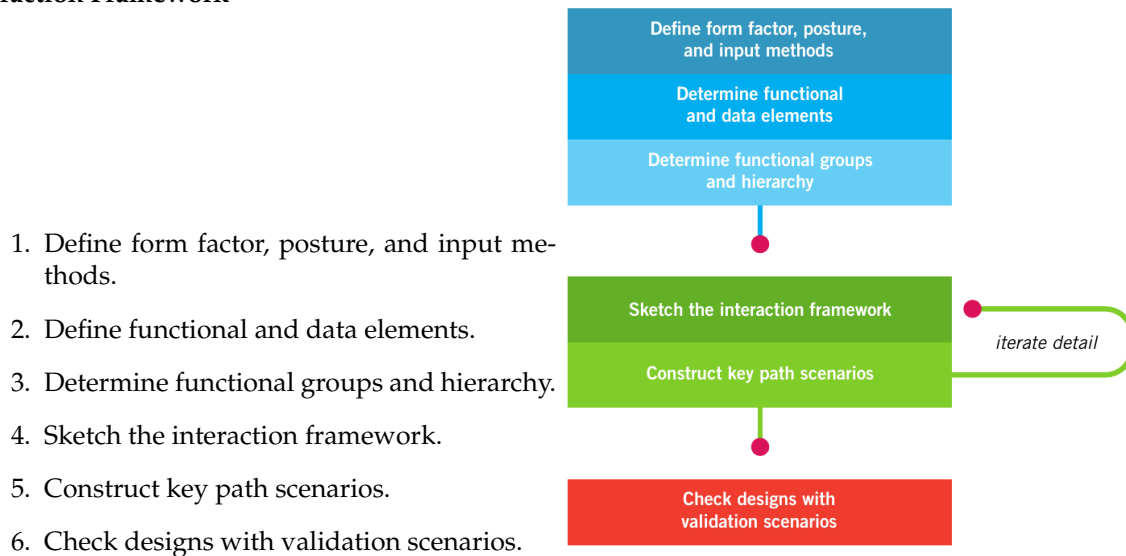 1. Define form factor, posture, and input me-
thods.
2. Define functional and data elements.
3. Determine functional groups and hierarchy.
4. Sketch the interaction framework.
5. Construct key path scenarios.
6. Check designs with validation scenarios.
Define form factor, posture,
and input methods
Determine functional
and data elements
Determine functional groups
and hierarchy
Sketch the interaction framework
Construct key path scenarios
iterate detail
Check designs with
validation scenarios